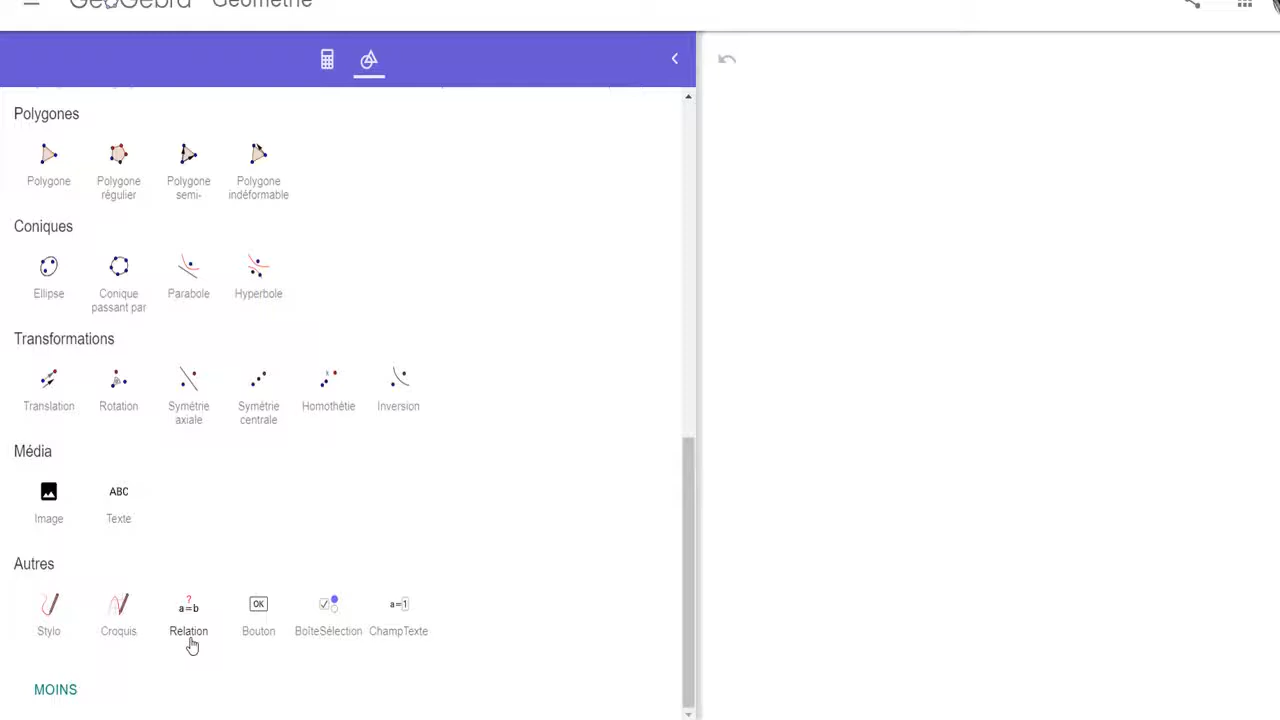 GeoGebra Géométrie
Polygones
Polygone
Polygone
régulier
Polygone
semi-
Polygone
indéformable
Coniques
Ellipse
Conique
passant par
Parabole
Hyperbole
Transformations
Translation
Rotation
Symétrie
axiale
Symétrie
centrale
Homothétie
Inversion
Média
ABC
Image
Texte
Autres
?
a=b
OK
a=1
Stylo
Croquis
Relation
Bouton
BoîteSélection
ChampTexte
MOINS